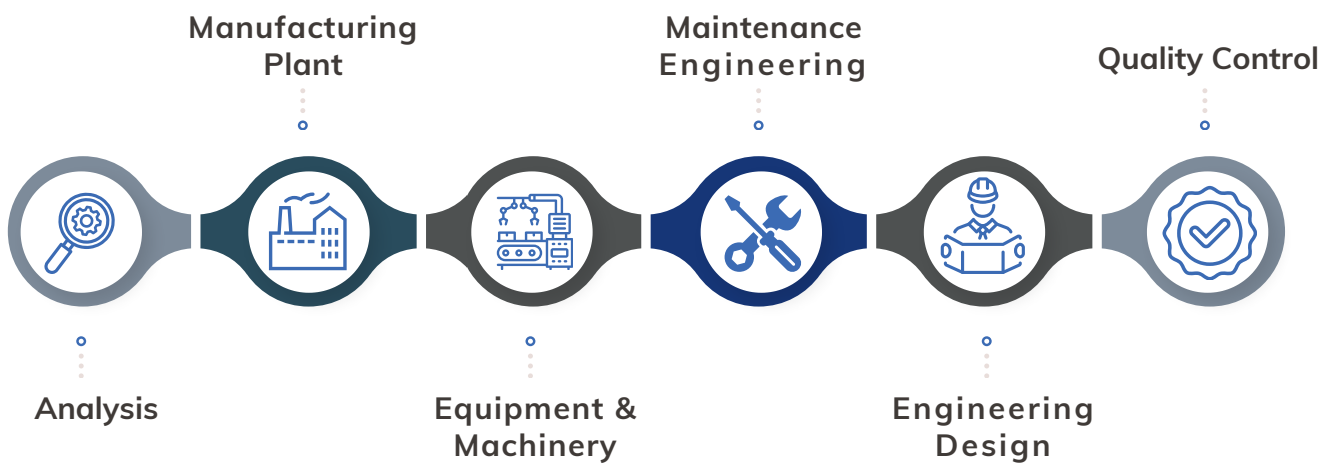 Manufacturing
Plant
Maintenance
Engineering
Quality Control
Analysis
Equipment &
Machinery
Engineering
Design